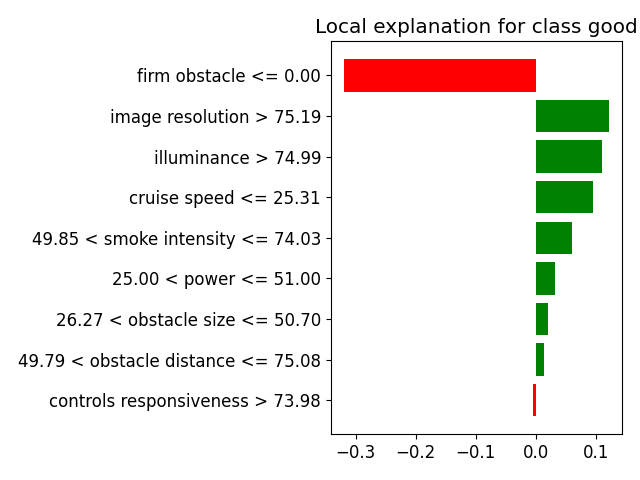 Local explanation for class good
firm obstacle <= 0.00
image resolution > 75.19
illuminance > 74.99
cruise speed <= 25.31
49.85 < smoke intensity <= 74.03
25.00 < power <= 51.00
26.27 < obstacle size <= 50.70
49.79 < obstacle distance <= 75.08
controls responsiveness > 73.98
−0.3 −0.2 −0.1 0.0 0.1